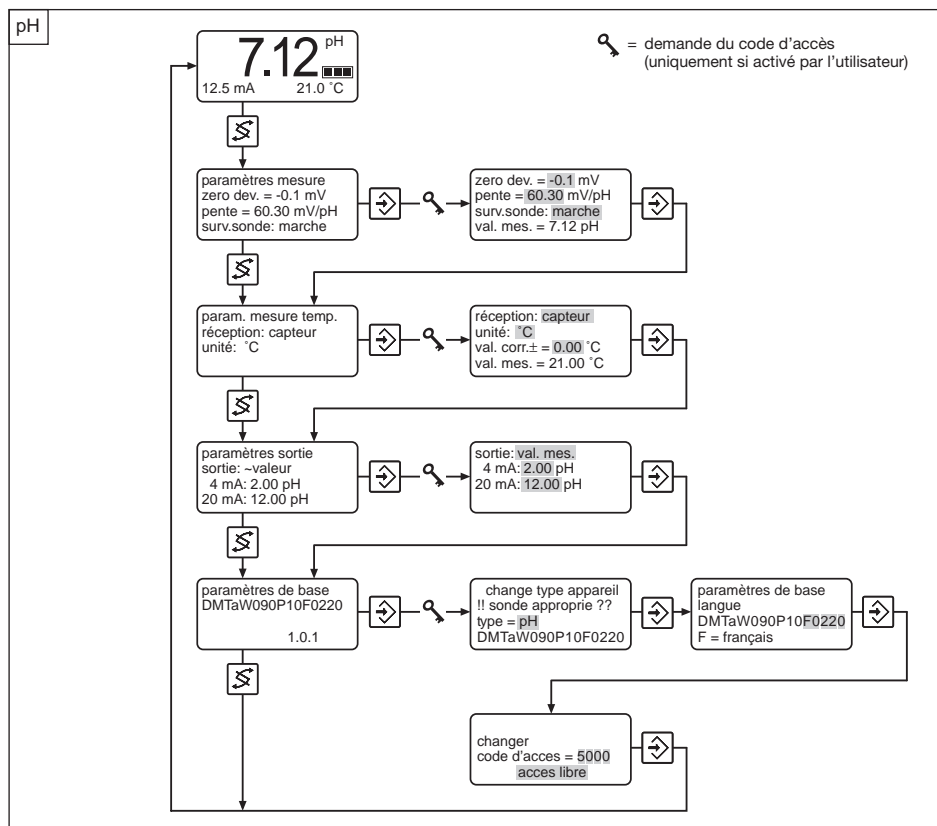 pH
7.12 pH
12.5 mA 21.0 ˚C
= demande du code d'accès
(uniquement si activé par l'utilisateur)
paramètres mesure
zero dev. = -0.1 mV
pente = 60.30 mV/pH
surv.sonde: marche
zero dev. = -0.1 mV
pente = 60.30 mV/pH
surv.sonde: marche
val. mes. = 7.12 pH
param. mesure temp.
réception: capteur
unité: ˚C
réception: capteur
unité: ˚C
val. corr.± = 0.00 ˚C
val. mes. = 21.00 ˚C
paramètres sortie
sortie: ~valeur
4 mA: 2.00 pH
20 mA: 12.00 pH
sortie: val. mes.
4 mA: 2.00 pH
20 mA: 12.00 pH
paramètres de base
DMTaW090P10F0220
1.0.1
change type appareil
!! sonde approprie ??
type = pH
DMTaW090P10F0220
paramètres de base
langue
DMTaW090P10F0220
F = français
changer
code d'acces = 5000
acces libre